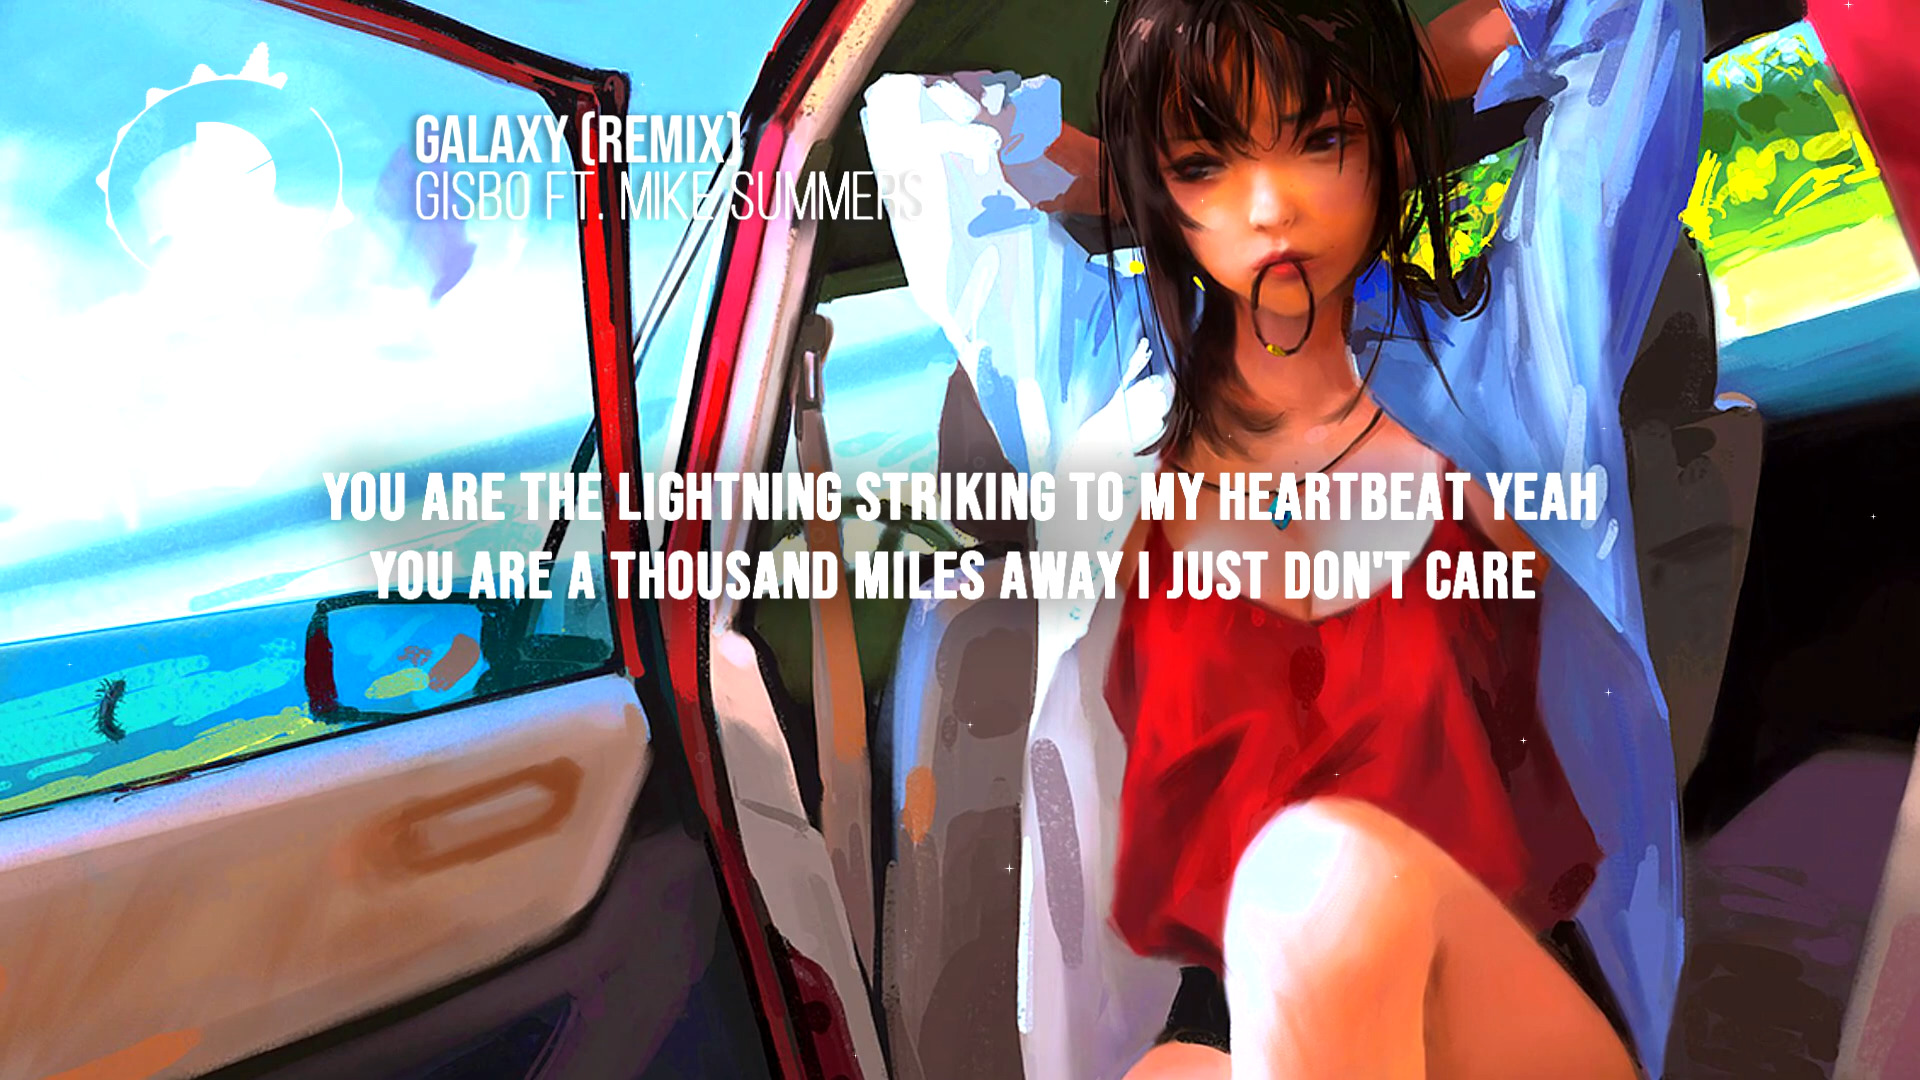 GALAXY (REMIX)
GISBO FT. MIKE SUMMERS
YOU ARE THE LIGHTNING STRIKING TO MY HEARTBEAT YEAH
YOU ARE A THOUSAND MILES AWAY I JUST DON'T CARE